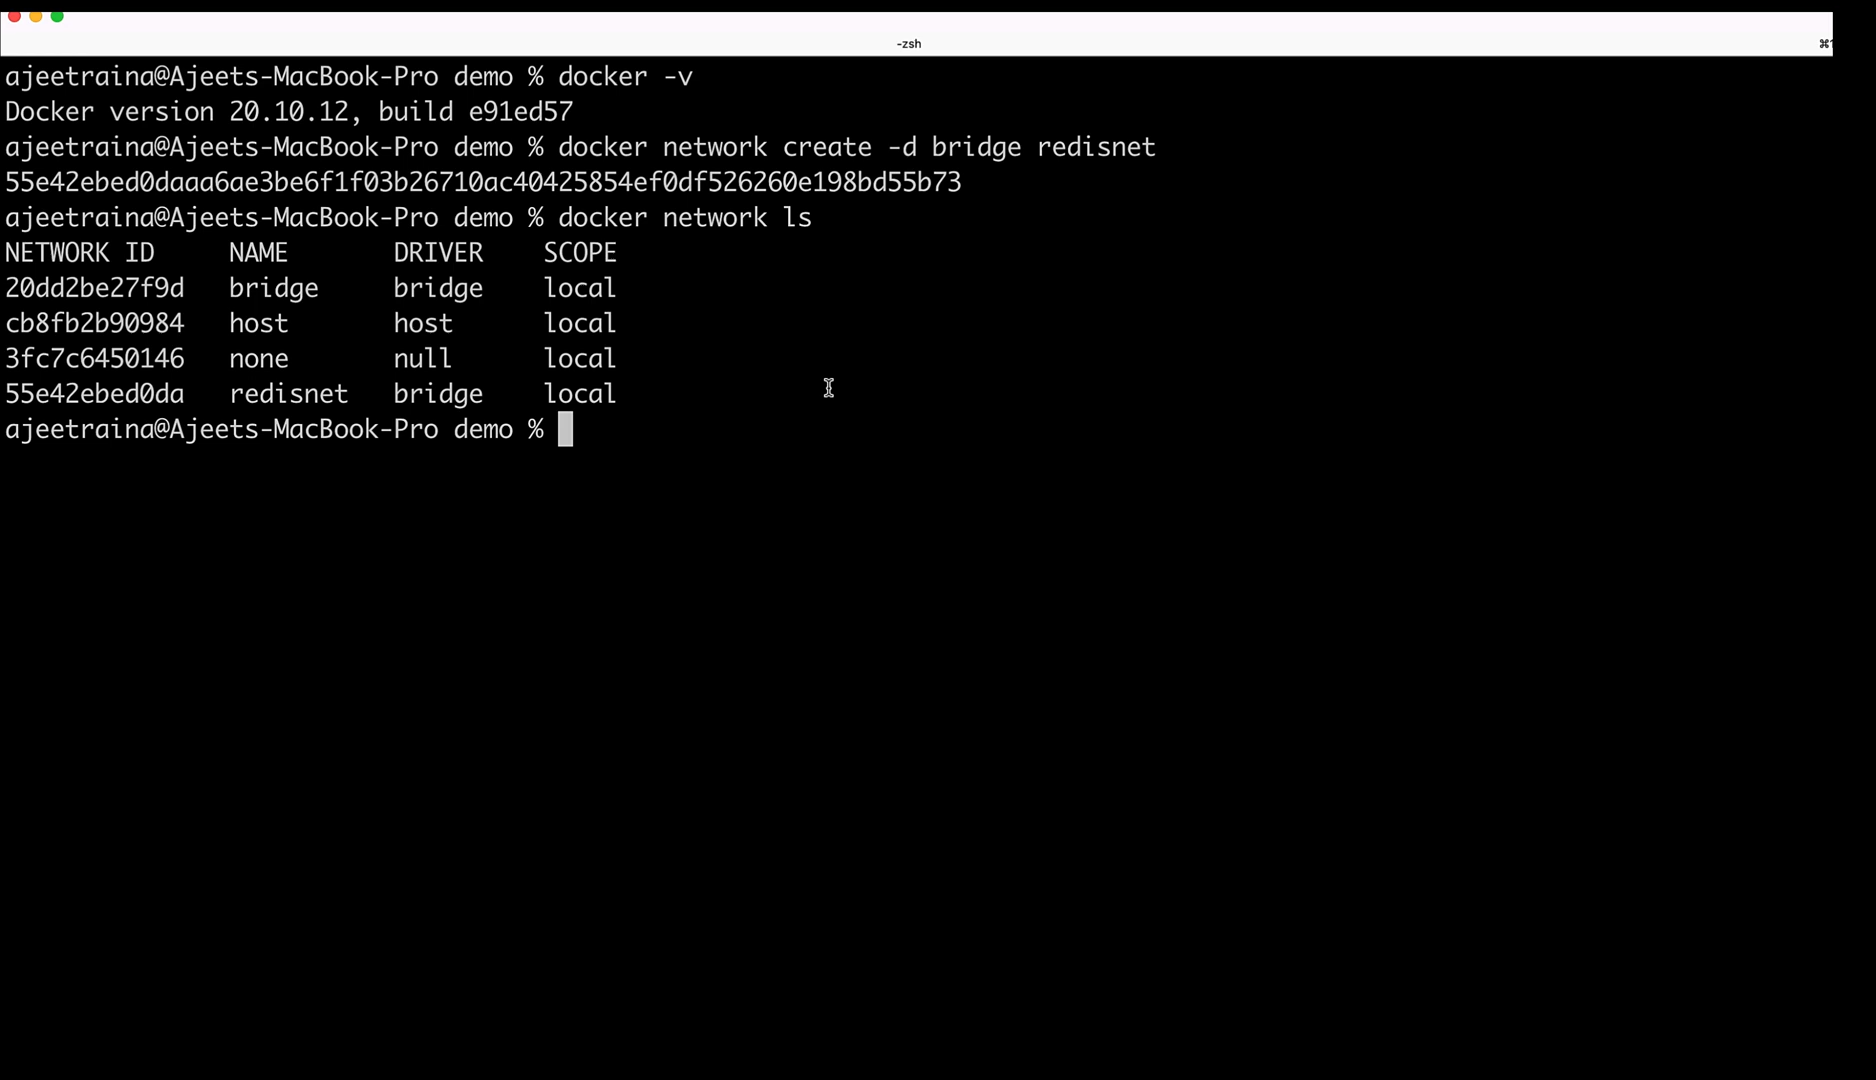 -zsh
⌘1
ajeetraina@Ajeets-MacBook-Pro demo % docker -v
Docker version 20.10.12, build e91ed57
ajeetraina@Ajeets-MacBook-Pro demo % docker network create -d bridge redisnet
55e42ebed0daaa6ae3be6f1f03b26710ac40425854ef0df526260e198bd55b73
ajeetraina@Ajeets-MacBook-Pro demo % docker network ls
NETWORK ID     NAME       DRIVER    SCOPE
20dd2be27f9d   bridge     bridge    local
cb8fb2b90984   host       host      local
3fc7c6450146   none       null      local
55e42ebed0da   redisnet   bridge    local
ajeetraina@Ajeets-MacBook-Pro demo %